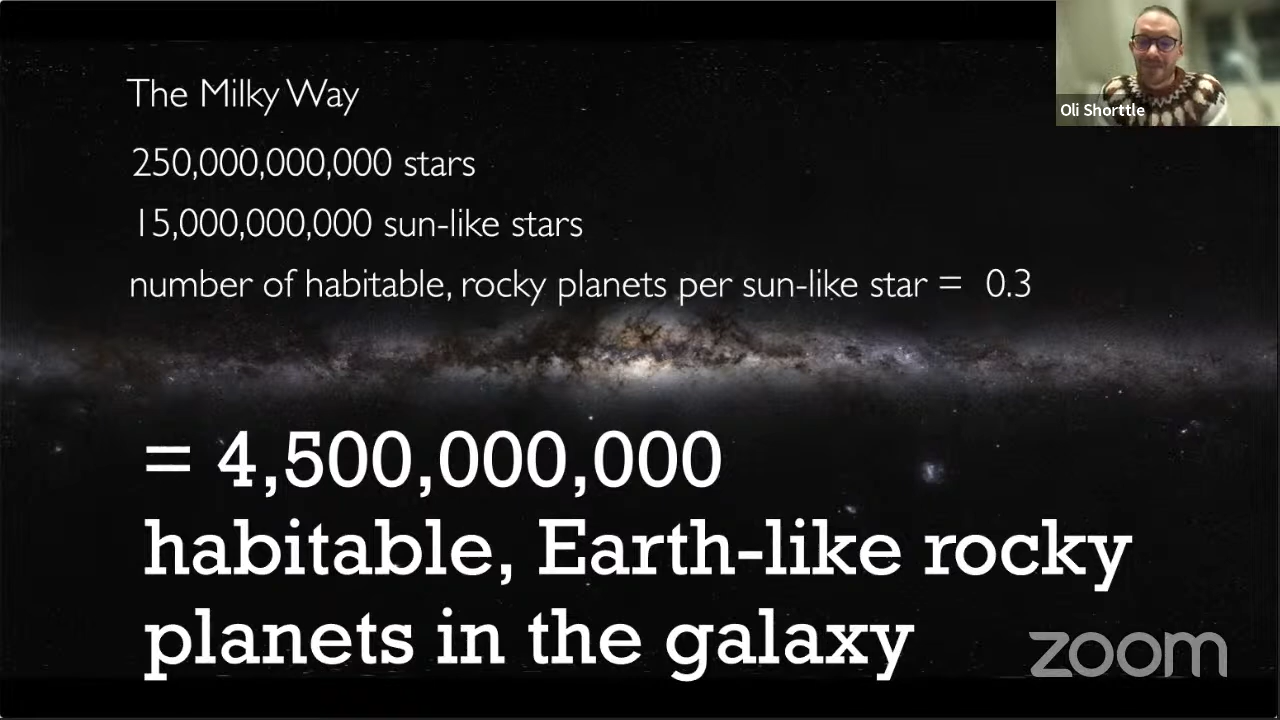 The Milky Way
250,000,000,000 stars
15,000,000,000 sun-like stars
number of habitable, rocky planets per sun-like star = 0.3
= 4,500,000,000
habitable, Earth-like rocky
planets in the galaxy
Oli Shorttle
zoom